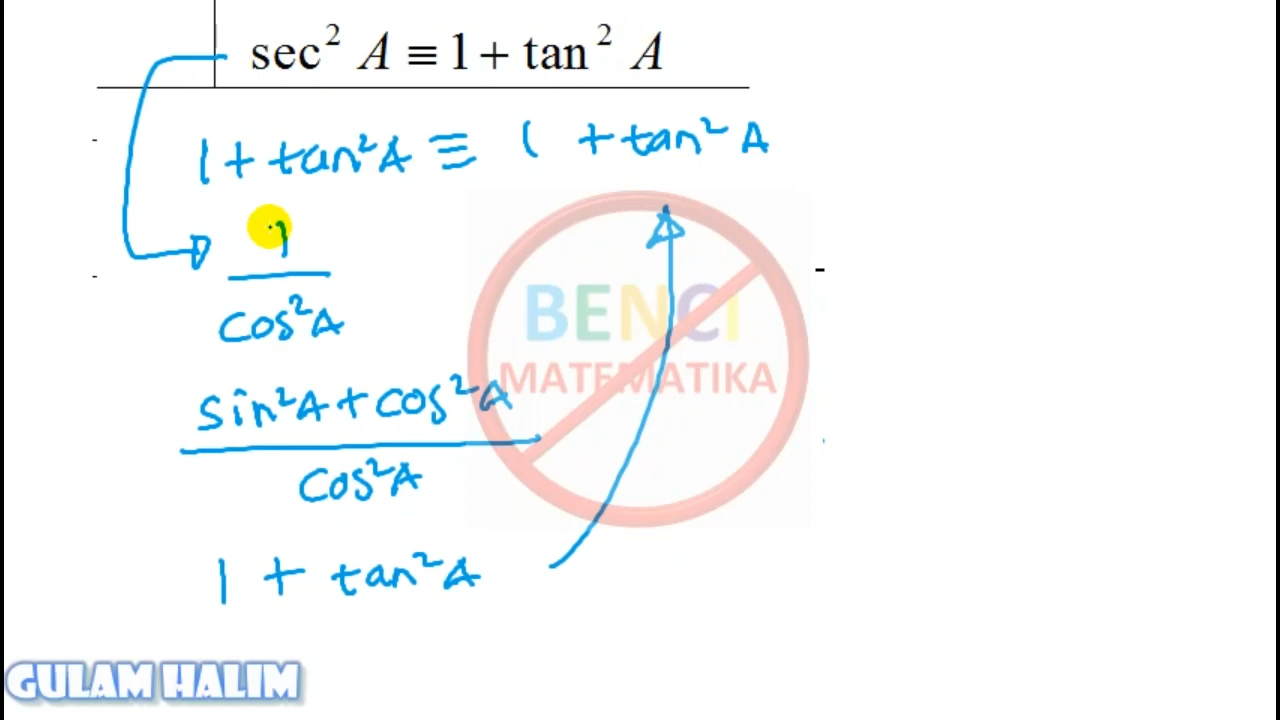 sec² A ≡ 1 + tan² A
1 + tan²A ≡ 1 + tan²A
1
cos²A
BENCI
MATEMATIKA
sin²A + cos²A
cos²A
1 + tan²A
GULAM HALIM